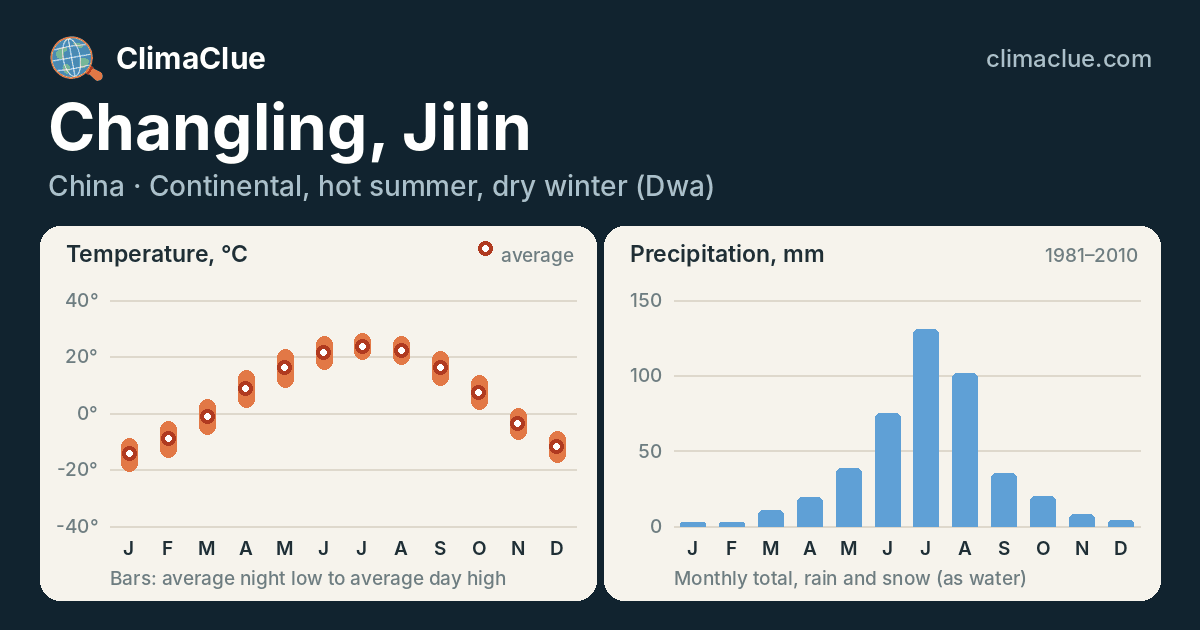 ClimaClue
climaclue.com
Changling, Jilin
China · Continental, hot summer, dry winter (Dwa)
Temperature, °C
average
40°
20°
0°
-20°
-40°
J F M A M J J A S O N D
Bars: average night low to average day high
Precipitation, mm
1981–2010
150
100
50
0
J F M A M J J A S O N D
Monthly total, rain and snow (as water)